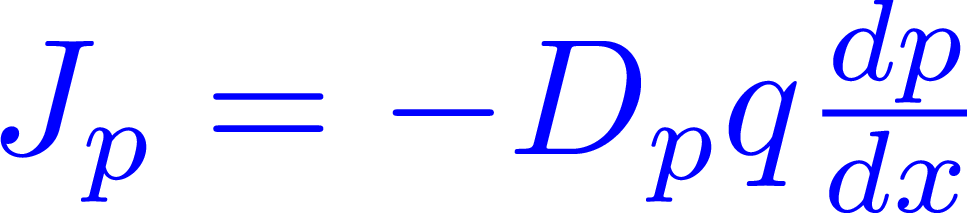 $J_p = -D_p q \frac{dp}{dx}$